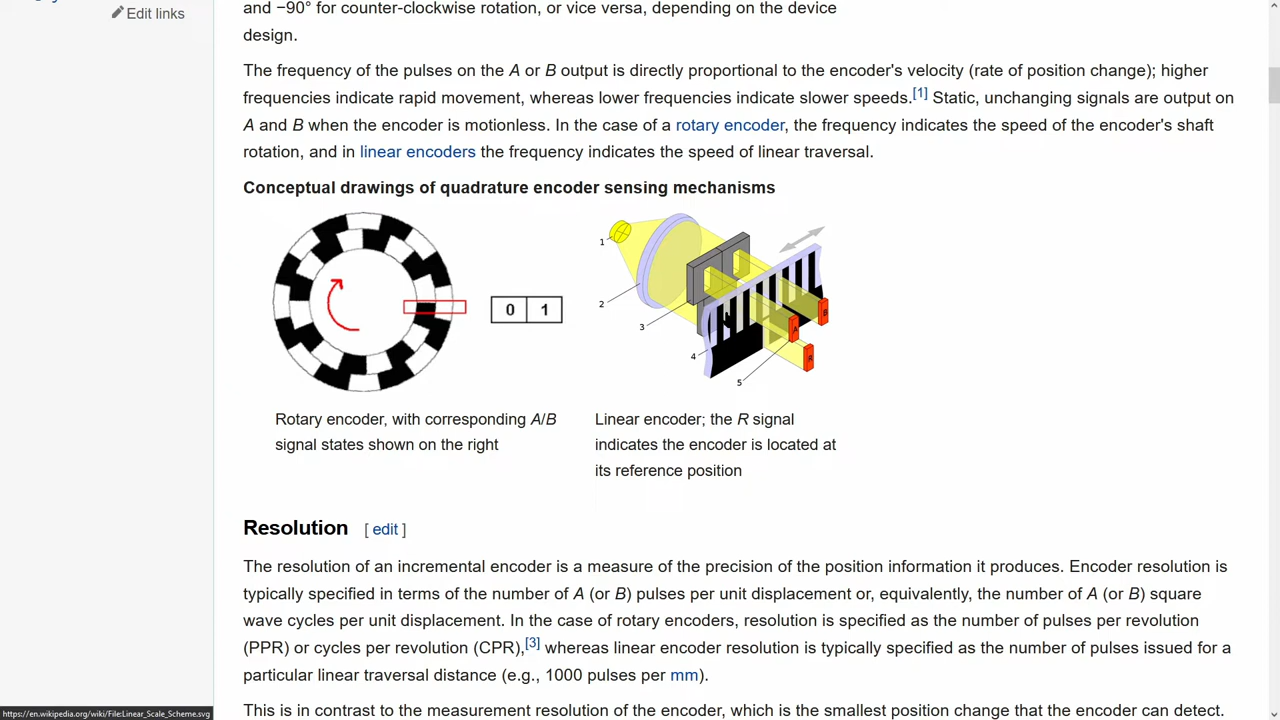 Edit links
and −90° for counter-clockwise rotation, or vice versa, depending on the device
design.
The frequency of the pulses on the A or B output is directly proportional to the encoder's velocity (rate of position change); higher
frequencies indicate rapid movement, whereas lower frequencies indicate slower speeds.[1] Static, unchanging signals are output on
A and B when the encoder is motionless. In the case of a rotary encoder, the frequency indicates the speed of the encoder's shaft
rotation, and in linear encoders the frequency indicates the speed of linear traversal.
Conceptual drawings of quadrature encoder sensing mechanisms
0 1
1
2
3
4
5
A
B
R
Rotary encoder, with corresponding A/B
signal states shown on the right
Linear encoder; the R signal
indicates the encoder is located at
its reference position
Resolution [ edit ]
The resolution of an incremental encoder is a measure of the precision of the position information it produces. Encoder resolution is
typically specified in terms of the number of A (or B) pulses per unit displacement or, equivalently, the number of A (or B) square
wave cycles per unit displacement. In the case of rotary encoders, resolution is specified as the number of pulses per revolution
(PPR) or cycles per revolution (CPR),[3] whereas linear encoder resolution is typically specified as the number of pulses issued for a
particular linear traversal distance (e.g., 1000 pulses per mm).
This is in contrast to the measurement resolution of the encoder, which is the smallest position change that the encoder can detect.
https://en.wikipedia.org/wiki/File:Linear_Scale_Scheme.svg